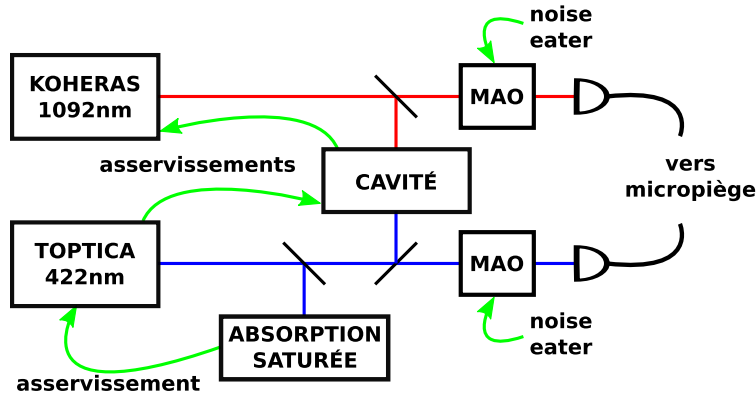 noise
eater
KOHERAS
1092nm
MAO
asservissements
CAVITÉ
vers
micropiège
TOPTICA
422nm
MAO
ABSORPTION
SATURÉE
noise
eater
asservissement